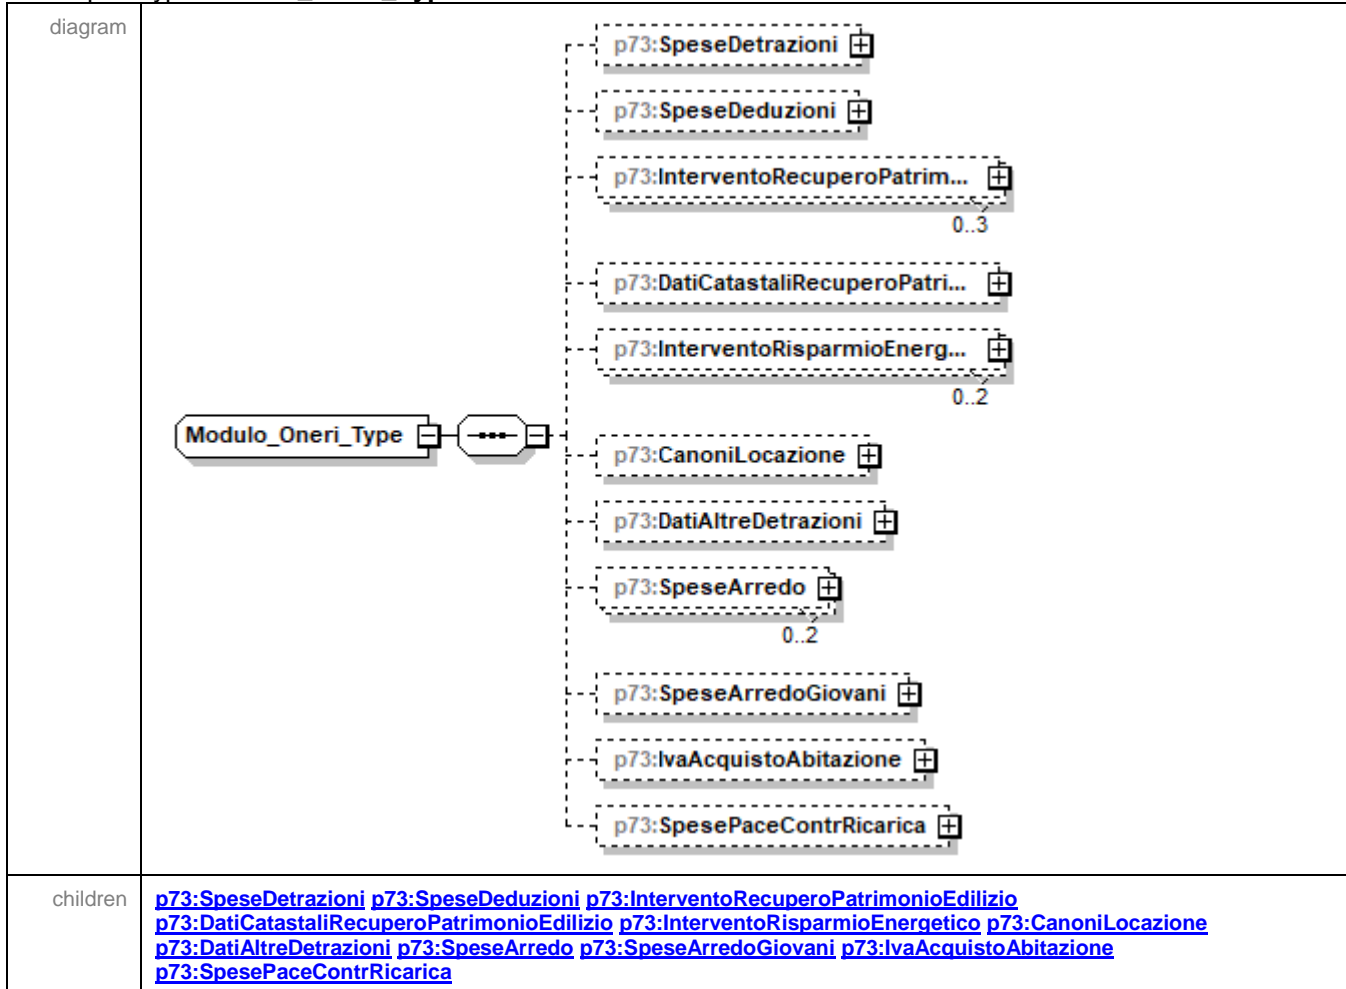 diagram
p73:SpeseDetrazioni
p73:SpeseDeduzioni
p73:InterventoRecuperoPatrim...
0..3
p73:DatiCatastaliRecuperoPatri...
p73:InterventoRisparmioEnerg...
0..2
Modulo_Oneri_Type
p73:CanoniLocazione
p73:DatiAltreDetrazioni
p73:SpeseArredo
0..2
p73:SpeseArredoGiovani
p73:IvaAcquistoAbitazione
p73:SpesePaceContrRicarica
children
p73:SpeseDetrazioni p73:SpeseDeduzioni p73:InterventoRecuperoPatrimonioEdilizio
p73:DatiCatastaliRecuperoPatrimonioEdilizio p73:InterventoRisparmioEnergetico p73:CanoniLocazione
p73:DatiAltreDetrazioni p73:SpeseArredo p73:SpeseArredoGiovani p73:IvaAcquistoAbitazione
p73:SpesePaceContrRicarica